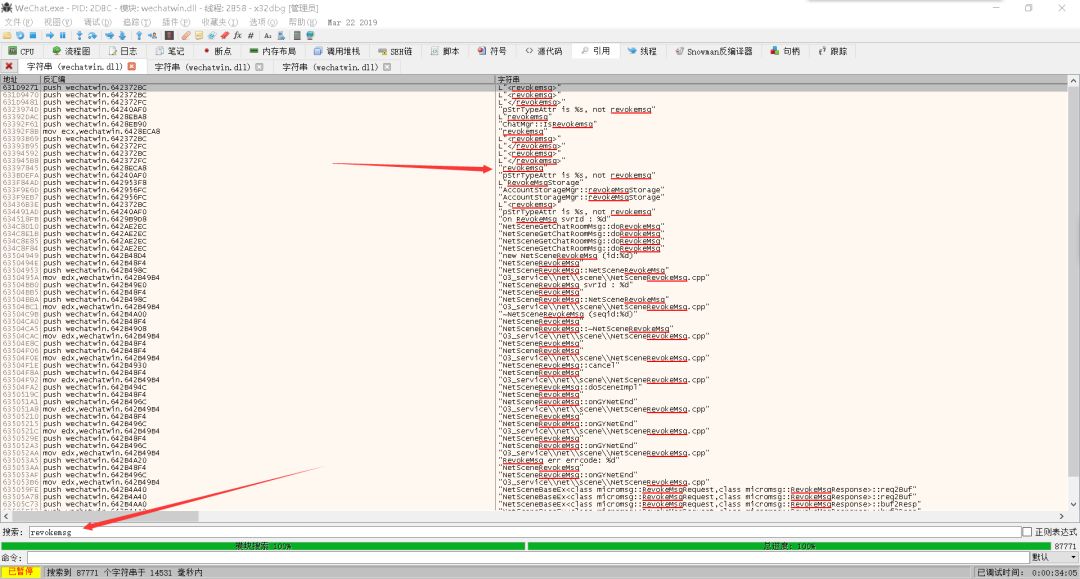 WeChat.exe - PID: 2DBC - 模块: wechatwin.dll - 线程: 2B58 - x32dbg [管理员]
文件(F) 视图(V) 调试(D) 追踪(T) 插件(P) 收藏夹(I) 选项(O) 帮助(H) Mar 22 2019
CPU 流程图 日志 笔记 断点 内存布局 调用堆栈 SEH链 脚本 符号 源代码 引用 线程 Snowman反编译器 句柄 跟踪
字符串 (wechatwin.dll) 字符串 (wechatwin.dll) 字符串 (wechatwin.dll)
地址 反汇编 字符串
631D9271 push wechatwin.642372BC L"<revokemsg>"
631D9470 push wechatwin.642372BC L"<revokemsg>"
631D9481 push wechatwin.642372FC L"</revokemsg>"
6323974D push wechatwin.64240AF0 "pStrTypeAttr is %s, not revokemsg"
63392DAC push wechatwin.6428EBA8 L"revokemsg"
63392F61 push wechatwin.6428EB90 "ChatMgr::IsRevokemsg"
63392F8B mov ecx,wechatwin.6428ECA8 "revokemsg"
63393B69 push wechatwin.642372BC L"<revokemsg>"
63393B95 push wechatwin.642372FC L"</revokemsg>"
63394592 push wechatwin.642372BC L"<revokemsg>"
633945B8 push wechatwin.642372FC L"</revokemsg>"
63397845 push wechatwin.6428ECA8 "revokemsg"
633BDEFA push wechatwin.64240AF0 "pStrTypeAttr is %s, not revokemsg"
633F84AD push wechatwin.642953F8 L"RevokeMsgStorage"
633F9E6D push wechatwin.642956FC "AccountStorageMgr::revokeMsgStorage"
633F9EB7 push wechatwin.642956FC "AccountStorageMgr::revokeMsgStorage"
6343683E push wechatwin.642372BC L"<revokemsg>"
634491AD push wechatwin.64240AF0 "pStrTypeAttr is %s, not revokemsg"
634518FB push wechatwin.6429B9D8 "on RevokeMsg svrId : %d"
634C8D10 push wechatwin.642AE2EC "NetSceneGetChatRoomMsg::doRevokeMsg"
634C8E1B push wechatwin.642AE2EC "NetSceneGetChatRoomMsg::doRevokeMsg"
634C8E85 push wechatwin.642AE2EC "NetSceneGetChatRoomMsg::doRevokeMsg"
634C8F84 push wechatwin.642AE2EC "NetSceneGetChatRoomMsg::doRevokeMsg"
63504949 push wechatwin.642B48D4 "new NetSceneRevokeMsg (id:%d)"
6350494E push wechatwin.642B48F4 "NetSceneRevokeMsg"
63504953 push wechatwin.642B498C "NetSceneRevokeMsg::NetSceneRevokeMsg"
6350495A mov edx,wechatwin.642B49B4 "03_service\\net\\scene\\NetSceneRevokeMsg.cpp"
63504BB0 push wechatwin.642B49E0 "NetSceneRevokeMsg svrId : %d"
63504BB5 push wechatwin.642B48F4 "NetSceneRevokeMsg"
63504BBA push wechatwin.642B498C "NetSceneRevokeMsg::NetSceneRevokeMsg"
63504BC1 mov edx,wechatwin.642B49B4 "03_service\\net\\scene\\NetSceneRevokeMsg.cpp"
63504C9B push wechatwin.642B4A00 "~NetSceneRevokeMsg (seqid:%d)"
63504CA0 push wechatwin.642B48F4 "NetSceneRevokeMsg"
63504CA5 push wechatwin.642B4908 "NetSceneRevokeMsg::~NetSceneRevokeMsg"
63504CAC mov edx,wechatwin.642B49B4 "03_service\\net\\scene\\NetSceneRevokeMsg.cpp"
63504E8C push wechatwin.642B48F4 "NetSceneRevokeMsg"
63504F06 push wechatwin.642B48F4 "NetSceneRevokeMsg"
63504F0E mov edx,wechatwin.642B49B4 "03_service\\net\\scene\\NetSceneRevokeMsg.cpp"
63504F1E push wechatwin.642B4930 "NetSceneRevokeMsg::cancel"
63504F8A push wechatwin.642B48F4 "NetSceneRevokeMsg"
63504F92 mov edx,wechatwin.642B49B4 "03_service\\net\\scene\\NetSceneRevokeMsg.cpp"
63504FA2 push wechatwin.642B494C "NetSceneRevokeMsg::doSceneImpl"
6350519C push wechatwin.642B48F4 "NetSceneRevokeMsg"
635051A1 push wechatwin.642B496C "NetSceneRevokeMsg::onGYNetEnd"
635051A8 mov edx,wechatwin.642B49B4 "03_service\\net\\scene\\NetSceneRevokeMsg.cpp"
63505210 push wechatwin.642B48F4 "NetSceneRevokeMsg"
63505215 push wechatwin.642B496C "NetSceneRevokeMsg::onGYNetEnd"
6350521C mov edx,wechatwin.642B49B4 "03_service\\net\\scene\\NetSceneRevokeMsg.cpp"
6350529E push wechatwin.642B48F4 "NetSceneRevokeMsg"
635052A3 push wechatwin.642B496C "NetSceneRevokeMsg::onGYNetEnd"
635052AA mov edx,wechatwin.642B49B4 "03_service\\net\\scene\\NetSceneRevokeMsg.cpp"
635053A5 push wechatwin.642B4A20 "RevokeMsg err errcode: %d"
635053AA push wechatwin.642B48F4 "NetSceneRevokeMsg"
635053AF push wechatwin.642B496C "NetSceneRevokeMsg::onGYNetEnd"
635053B6 mov edx,wechatwin.642B49B4 "03_service\\net\\scene\\NetSceneRevokeMsg.cpp"
635059FE push wechatwin.642B4A40 "NetSceneBaseEx<class micromsg::RevokeMsgRequest,class micromsg::RevokeMsgResponse>::req2Buf"
63505A78 push wechatwin.642B4A40 "NetSceneBaseEx<class micromsg::RevokeMsgRequest,class micromsg::RevokeMsgResponse>::req2Buf"
63505C73 push wechatwin.642B4AA0 "NetSceneBaseEx<class micromsg::RevokeMsgRequest,class micromsg::RevokeMsgResponse>::buf2Resp"
搜索: revokemsg 正则表达式
模块搜索 100% 总进度: 100% 87771
命令: 默认
已暂停 搜索到 87771 个字符串于 14531 毫秒内 已调试时间: 0:00:34:05